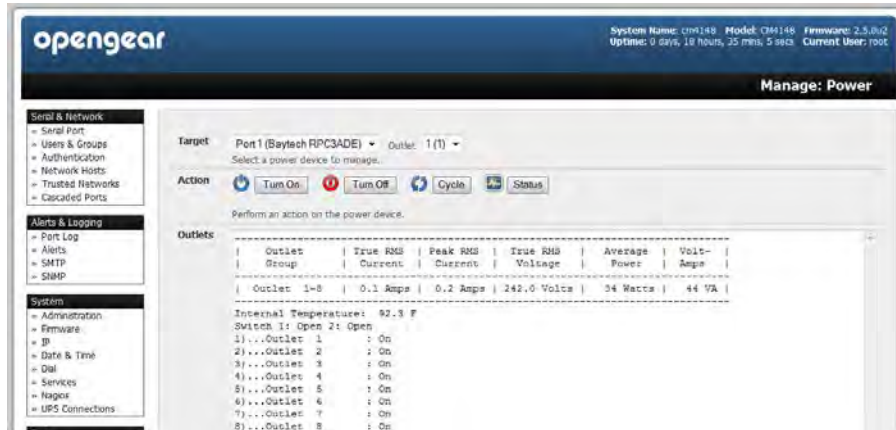 opengear
System Name: cm4148 Model: CM4148 Firmware: 2.5.0u2
Uptime: 0 days, 18 hours, 35 mins, 5 secs Current User: root
Manage: Power
Serial & Network
Serial Port
Users & Groups
Authentication
Network Hosts
Trusted Networks
Cascaded Ports
Alerts & Logging
Port Log
Alerts
SMTP
SNMP
System
Administration
Firmware
IP
Date & Time
Dial
Services
Nagios
UPS Connections
Target Port 1 (Baytech RPC3ADE) Outlet 1 (1)
Select a power device to manage.
Action Turn On Turn Off Cycle Status
Perform an action on the power device.
Outlets
| Outlet | True RMS | Peak RMS | True RMS | Average | Volt- |
| Group | Current | Current | Voltage | Power | Amps |
| Outlet 1-8 | 0.1 Amps | 0.2 Amps | 242.0 Volts | 34 Watts | 44 VA |
Internal Temperature: 92.3 F
Switch 1: Open 2: Open
1)...Outlet 1 : On
2)...Outlet 2 : On
3)...Outlet 3 : On
4)...Outlet 4 : On
5)...Outlet 5 : On
6)...Outlet 6 : On
7)...Outlet 7 : On
8)...Outlet 8 : On